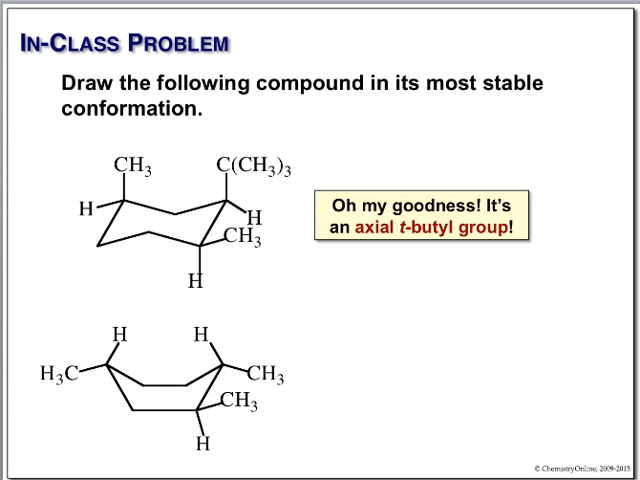 IN-CLASS PROBLEM
Draw the following compound in its most stable
conformation.
CH3 C(CH3)3
H
H
CH3
H
Oh my goodness! It's
an axial t-butyl group!
H H
H3C CH3
CH3
H
© ChemistryOnline, 2009-2015